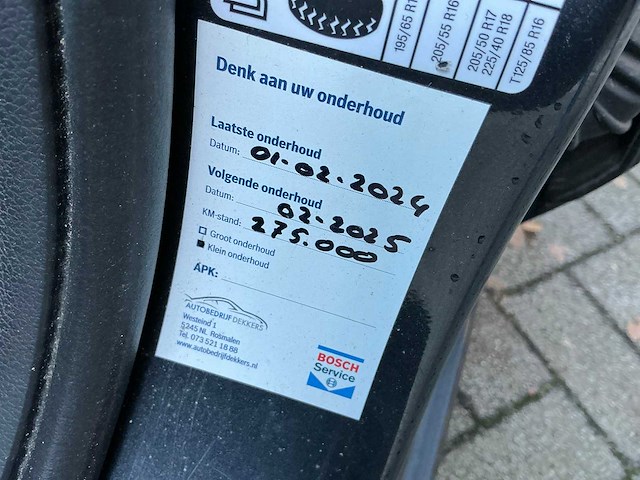 195/65 R1
205/55 R16
205/50 R17
225/40 R18
T125/85 R16
Denk aan uw onderhoud
Laatste onderhoud
Datum: 01-02-2024
Volgende onderhoud
Datum: 02-2025
KM-stand: 275.000
Groot onderhoud
Klein onderhoud
APK:
AUTOBEDRIJF DEKKERS
Westeind 1
5245 NL Rosmalen
Tel. 073 521 18 88
www.autobedrijfdekkers.nl
BOSCH
Service